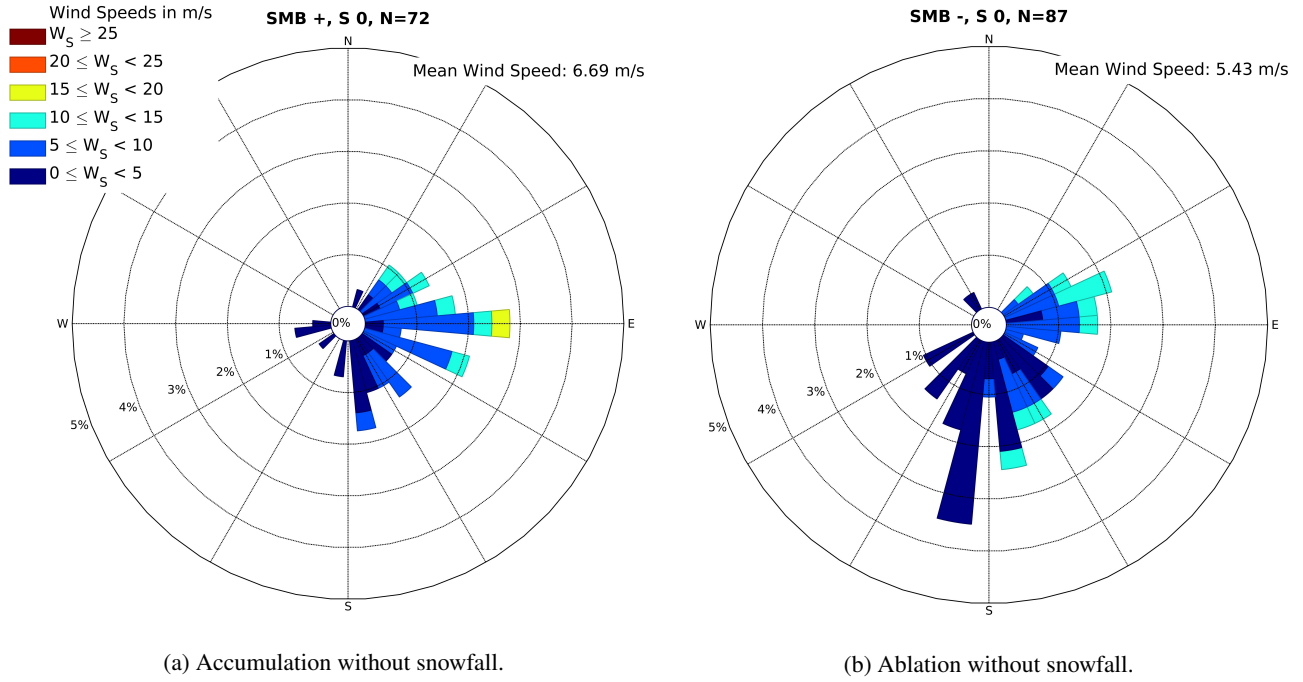 Wind Speeds in m/s
W_S ≥ 25
20 ≤ W_S < 25
15 ≤ W_S < 20
10 ≤ W_S < 15
5 ≤ W_S < 10
0 ≤ W_S < 5
SMB +, S 0, N=72
N
Mean Wind Speed: 6.69 m/s
W
0%
E
1%
2%
3%
4%
5%
S
(a) Accumulation without snowfall.
SMB -, S 0, N=87
N
Mean Wind Speed: 5.43 m/s
W
0%
E
1%
2%
3%
4%
5%
S
(b) Ablation without snowfall.